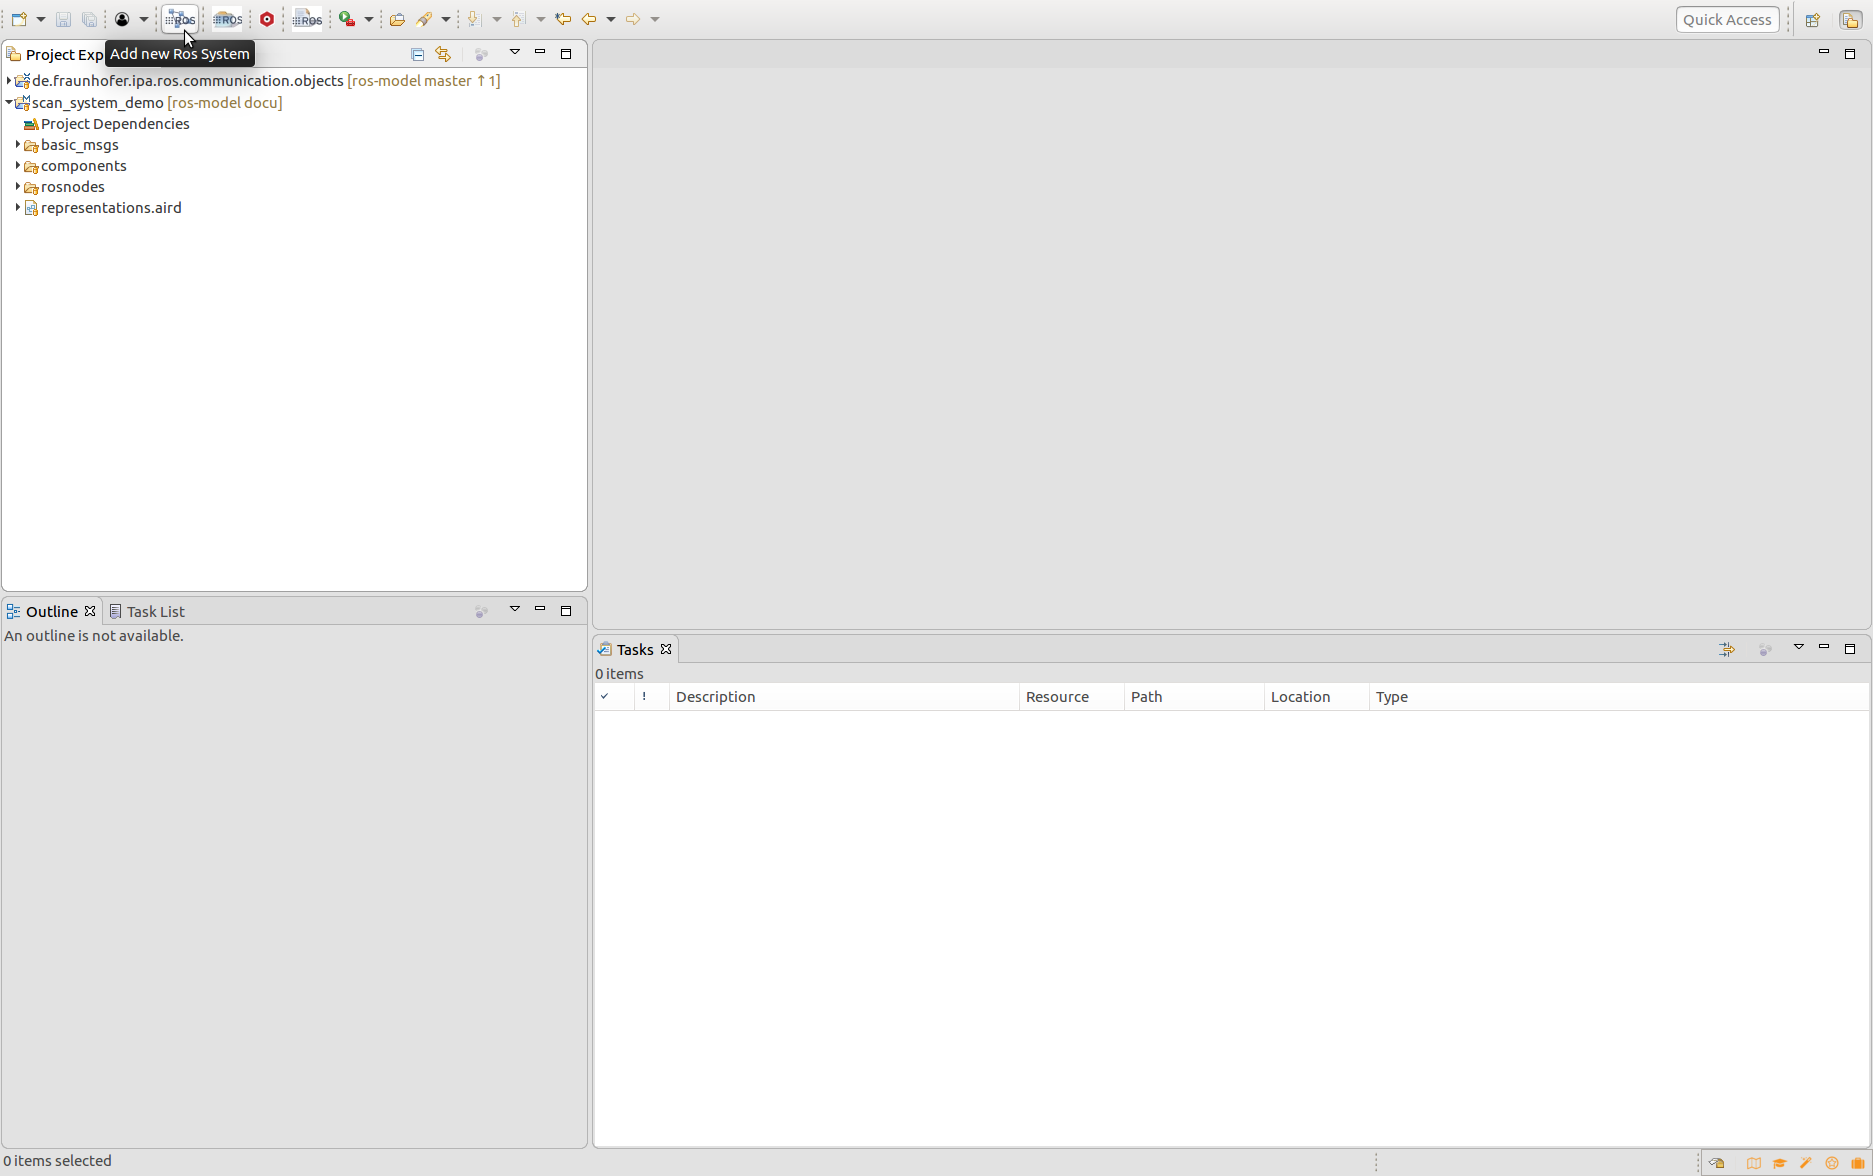 ROS
ROS
ROS
Quick Access
Project Exp
Add new Ros System
de.fraunhofer.ipa.ros.communication.objects [ros-model master ↑1]
scan_system_demo [ros-model docu]
Project Dependencies
basic_msgs
components
rosnodes
representations.aird
Outline
Task List
An outline is not available.
Tasks
0 items
! Description Resource Path Location Type
0 items selected